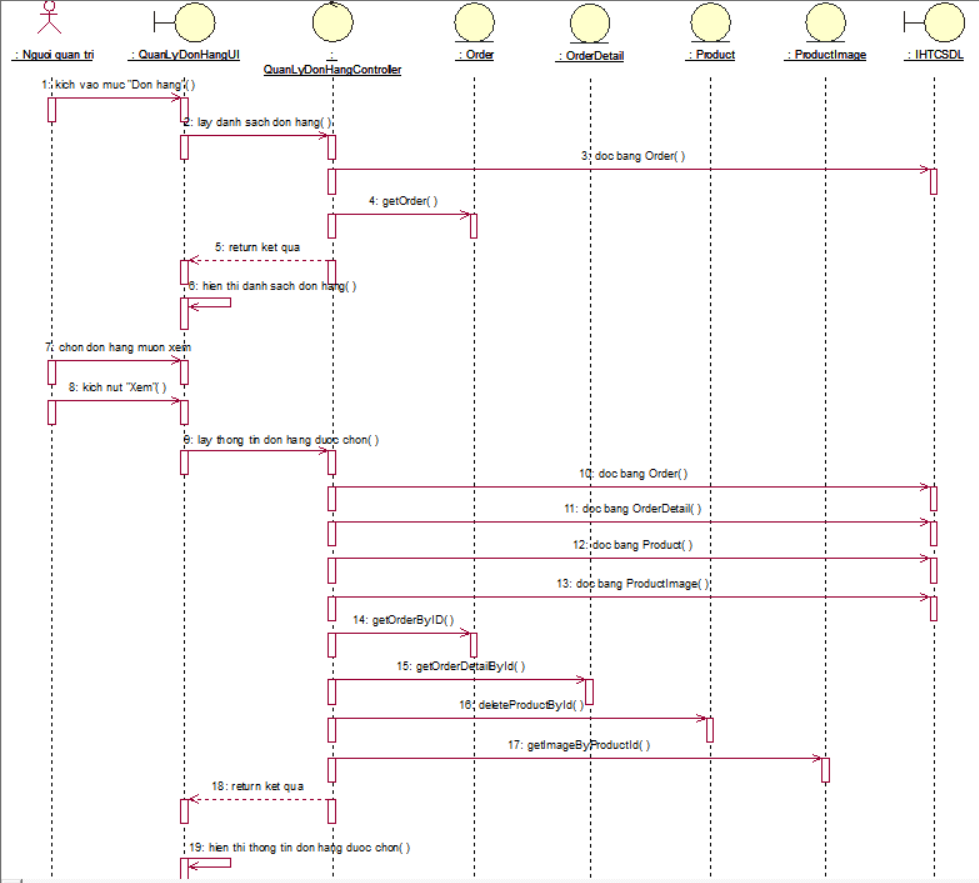 : Nguoi quan tri
: QuanLyDonHangUI
:
QuanLyDonHangController
: Order
: OrderDetail
: Product
: ProductImage
: IHTCSDL
1: kich vao muc "Don hang"( )
2: lay danh sach don hang( )
3: doc bang Order( )
4: getOrder( )
5: return ket qua
6: hien thi danh sach don hang( )
7: chon don hang muon xem
8: kich nut "Xem"( )
9: lay thong tin don hang duoc chon( )
10: doc bang Order( )
11: doc bang OrderDetail( )
12: doc bang Product( )
13: doc bang ProductImage( )
14: getOrderByID( )
15: getOrderDetailById( )
16: deleteProductById( )
17: getImageByProductId( )
18: return ket qua
19: hien thi thong tin don hang duoc chon( )